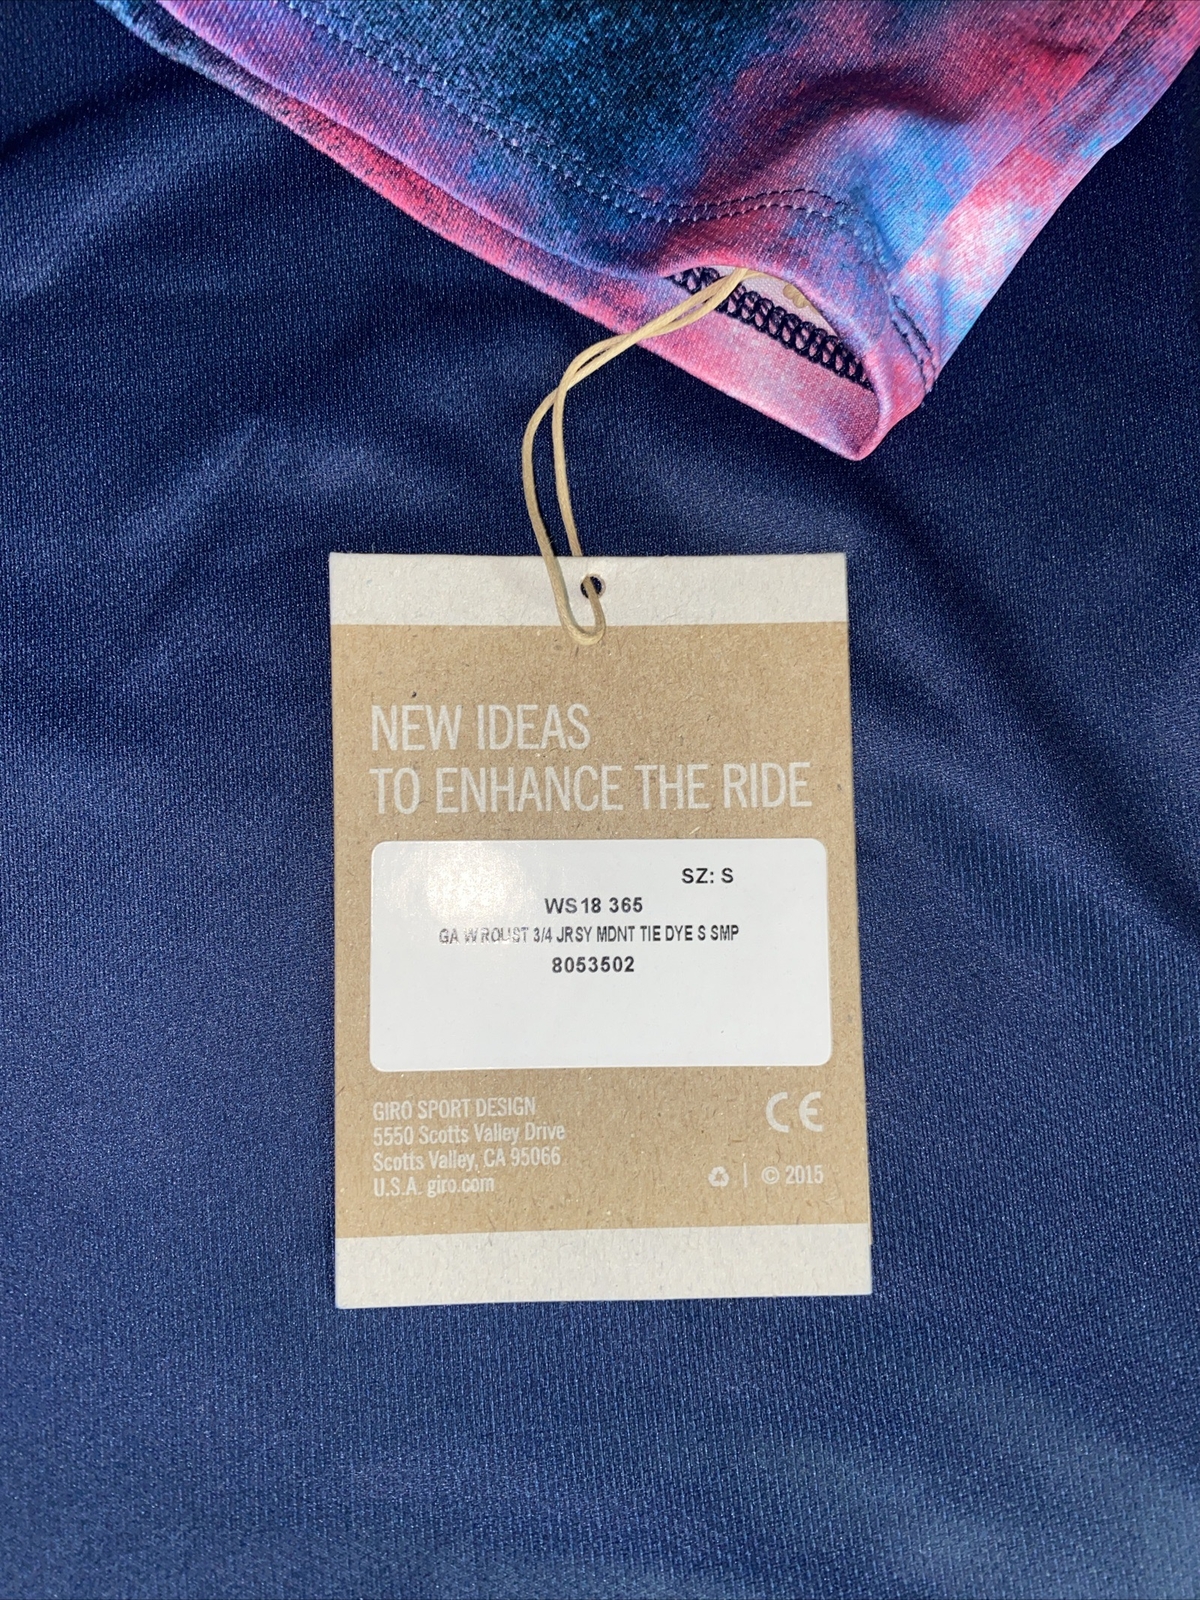 NEW IDEAS
TO ENHANCE THE RIDE
SZ: S
WS18 365
GA W ROUST 3/4 JRSY MDNT TIE DYE S SMP
8053502
GIRO SPORT DESIGN
5550 Scotts Valley Drive
Scotts Valley, CA 95066
U.S.A. giro.com
CE
© 2015